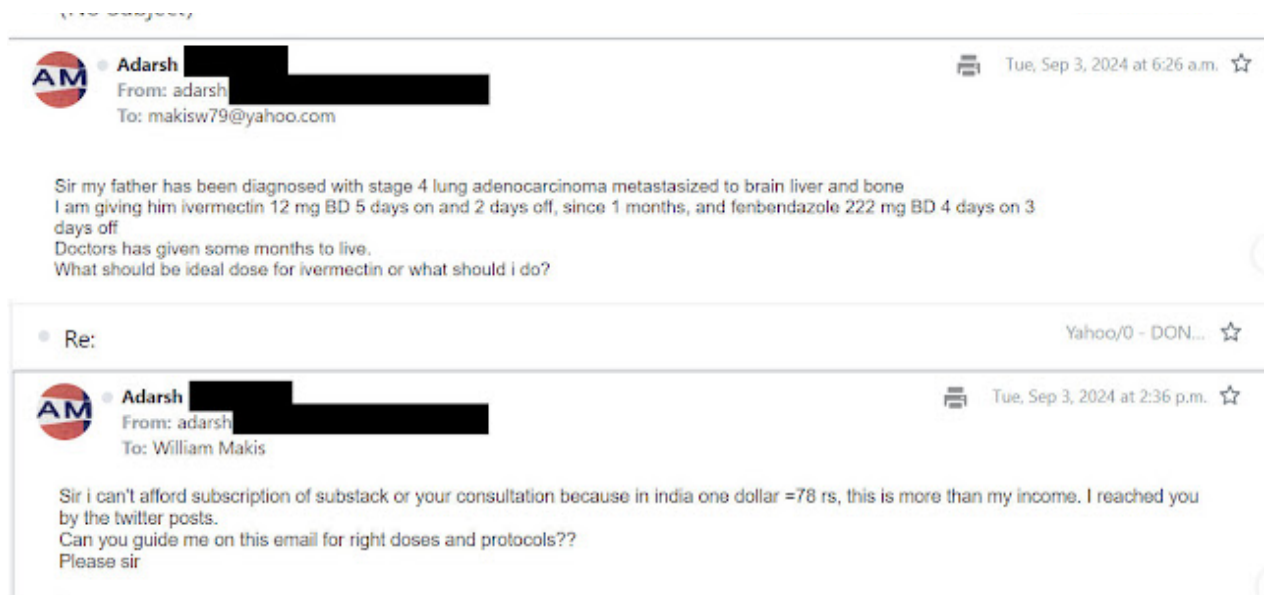 AM
Adarsh
Tue, Sep 3, 2024 at 6:26 a.m.
From: adarsh
To: makisw79@yahoo.com
Sir my father has been diagnosed with stage 4 lung adenocarcinoma metastasized to brain liver and bone
I am giving him ivermectin 12 mg BD 5 days on and 2 days off, since 1 months, and fenbendazole 222 mg BD 4 days on 3
days off
Doctors has given some months to live.
What should be ideal dose for ivermectin or what should i do?
Re:
Yahoo/0 - DON...
AM
Adarsh
Tue, Sep 3, 2024 at 2:36 p.m.
From: adarsh
To: William Makis
Sir i can't afford subscription of substack or your consultation because in india one dollar =78 rs, this is more than my income. I reached you
by the twitter posts.
Can you guide me on this email for right doses and protocols??
Please sir